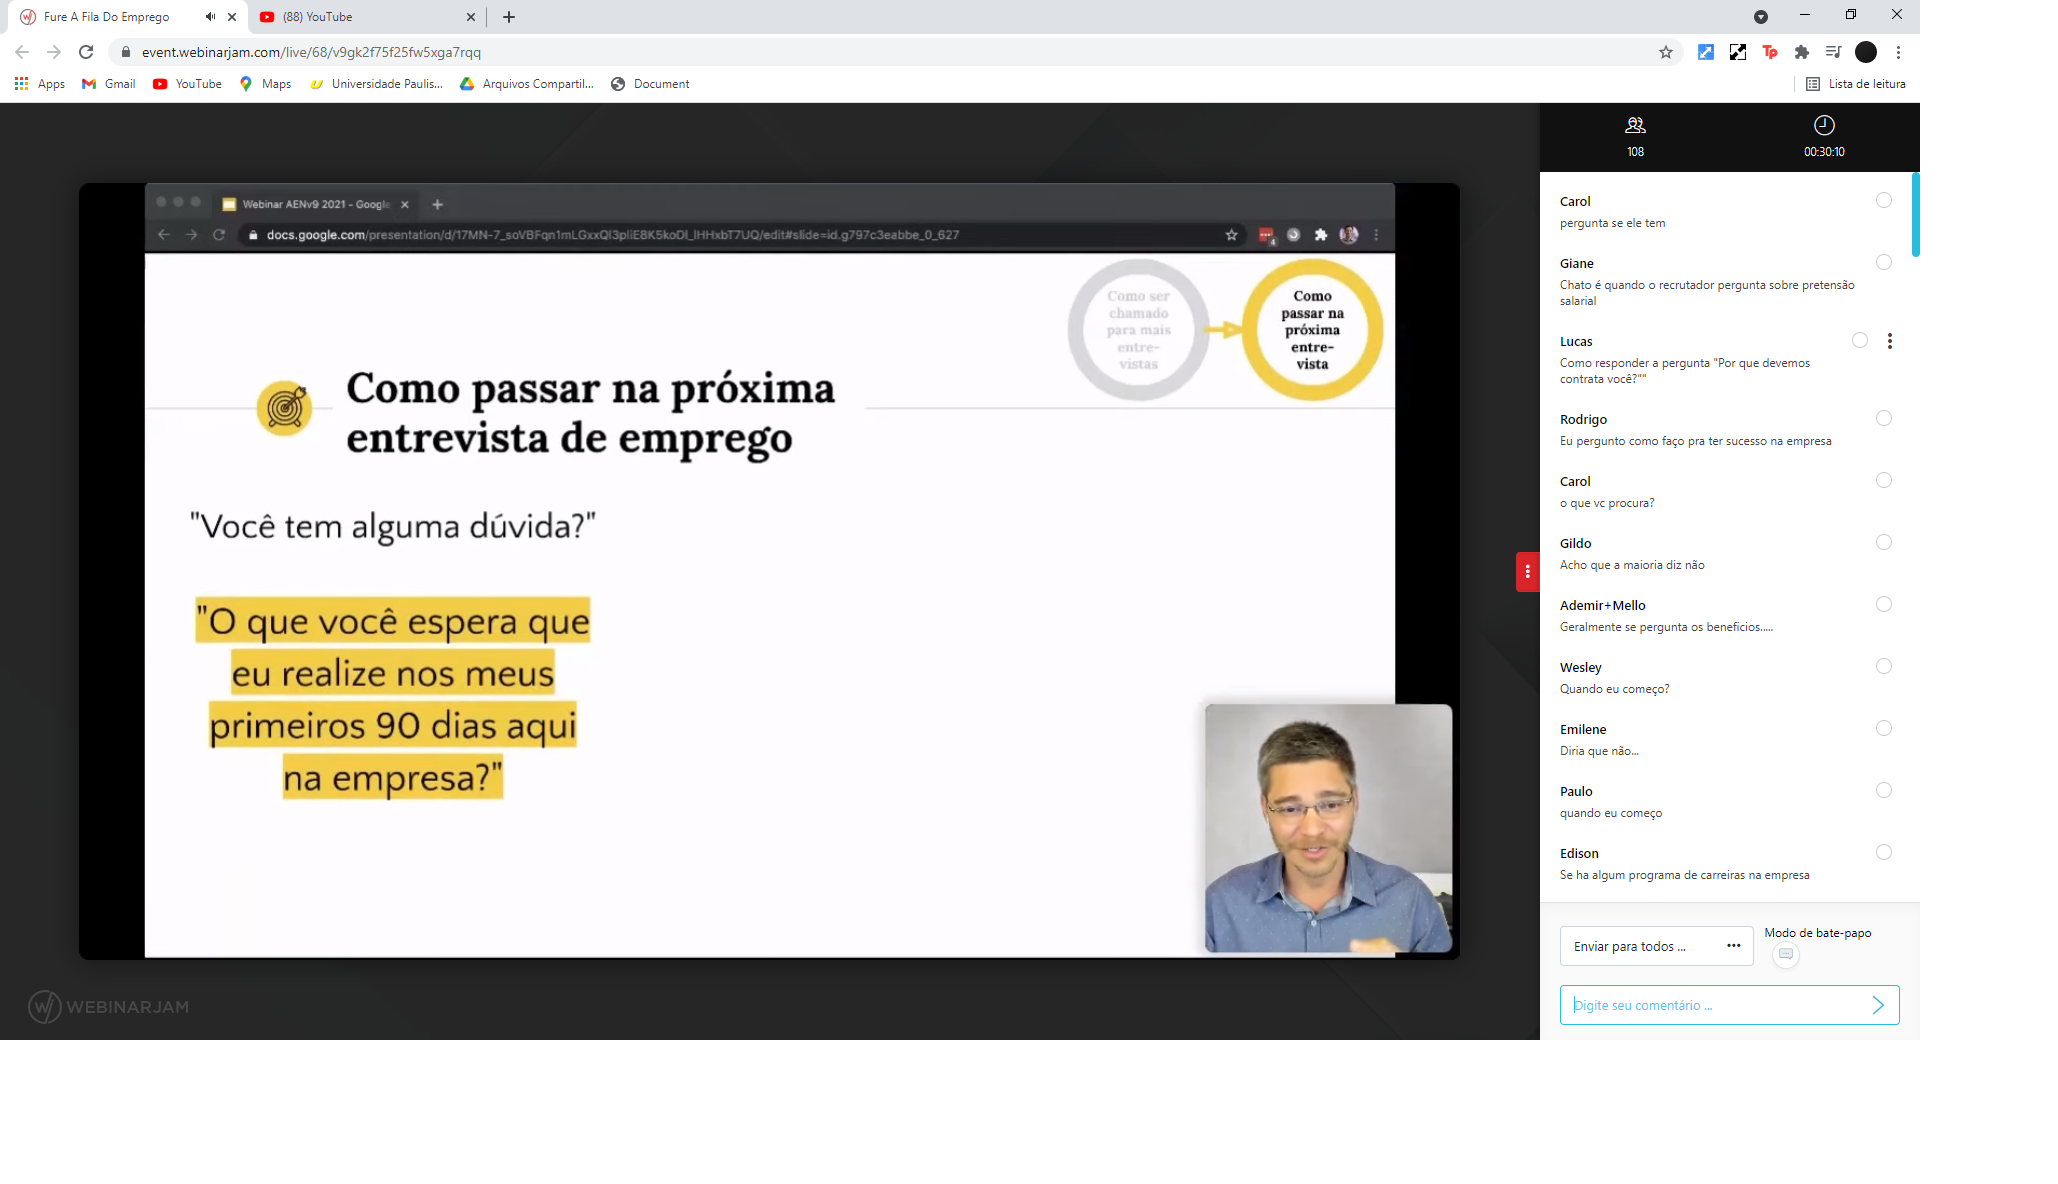 Fure A Fila Do Emprego
(88) YouTube
event.webinarjam.com/live/68/v9gk2f75f25fw5xga7rqq
Tp
Apps
Gmail
YouTube
Maps
Universidade Paulis...
Arquivos Compartil...
Document
Lista de leitura
Webinar AENv9 2021 - Google
docs.google.com/presentation/d/17MN-7_soVBFqn1mLGxxQl3pliE8K5koDl_lHHxbT7UQ/edit#slide=id.g797c3eabbe_0_627
4
Como ser
chamado
para mais
entre-
vistas
Como
passar na
próxima
entre-
vista
Como passar na próxima
entrevista de emprego
"Você tem alguma dúvida?"
"O que você espera que
eu realize nos meus
primeiros 90 dias aqui
na empresa?"
WEBINARJAM
108
00:30:10
Carol
pergunta se ele tem
Giane
Chato é quando o recrutador pergunta sobre pretensão
salarial
Lucas
Como responder a pergunta "Por que devemos
contrata você?""
Rodrigo
Eu pergunto como faço pra ter sucesso na empresa
Carol
o que vc procura?
Gildo
Acho que a maioria diz não
Ademir+Mello
Geralmente se pergunta os beneficios.....
Wesley
Quando eu começo?
Emilene
Diria que não...
Paulo
quando eu começo
Edison
Se ha algum programa de carreiras na empresa
Enviar para todos ...
Modo de bate-papo
Digite seu comentário ...